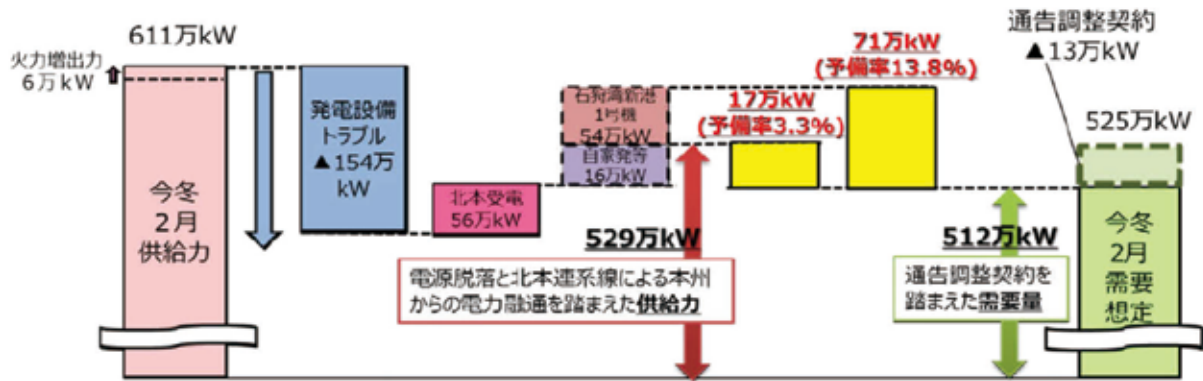 611万kW
火力増出力
6万kW
今冬
2月
供給力
発電設備
トラブル
▲154万
kW
北本受電
56万kW
石狩湾新港
1号機
54万kW
自家発等
16万kW
17万kW
(予備率3.3%)
71万kW
(予備率13.8%)
通告調整契約
▲13万kW
525万kW
529万kW
電源脱落と北本連系線による本州
からの電力融通を踏まえた供給力
512万kW
通告調整契約を
踏まえた需要量
今冬
2月
需要
想定